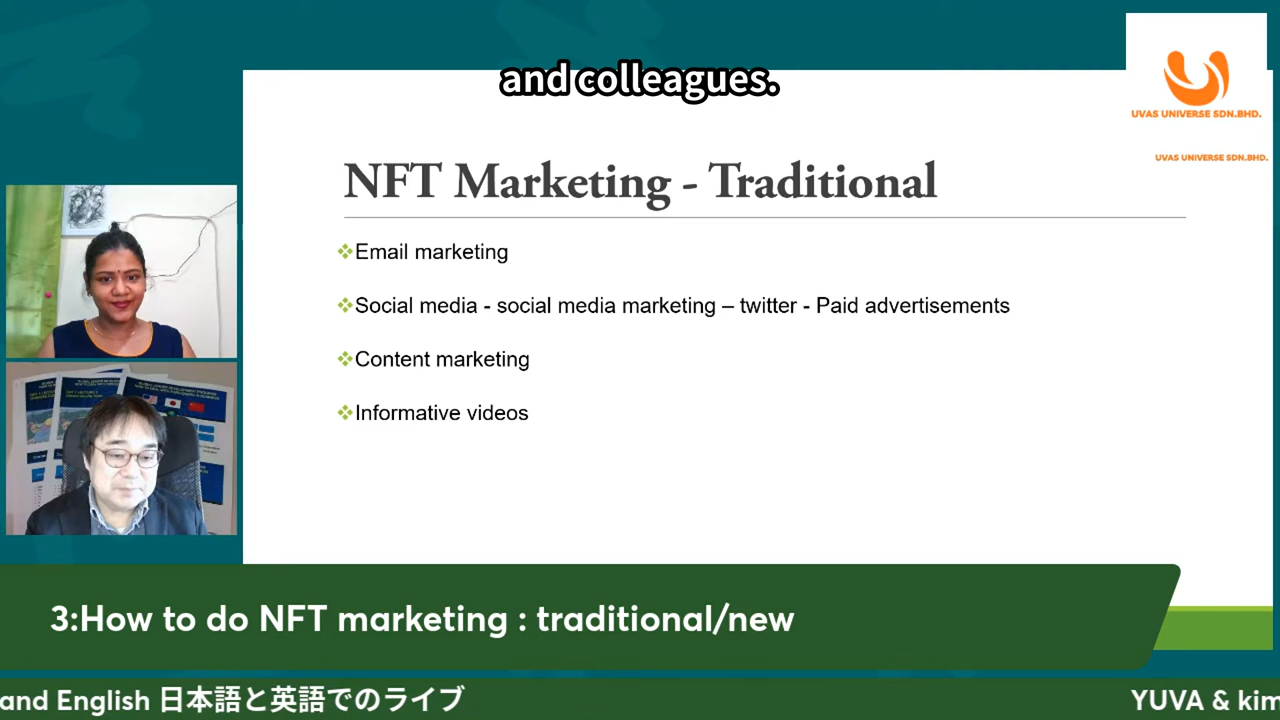 and colleagues.
UVAS UNIVERSE SDN.BHD.
UVAS UNIVERSE SDN.BHD.
NFT Marketing - Traditional
Email marketing
Social media - social media marketing – twitter - Paid advertisements
Content marketing
Informative videos
3:How to do NFT marketing : traditional/new
and English 日本語と英語でのライブ
YUVA & kim